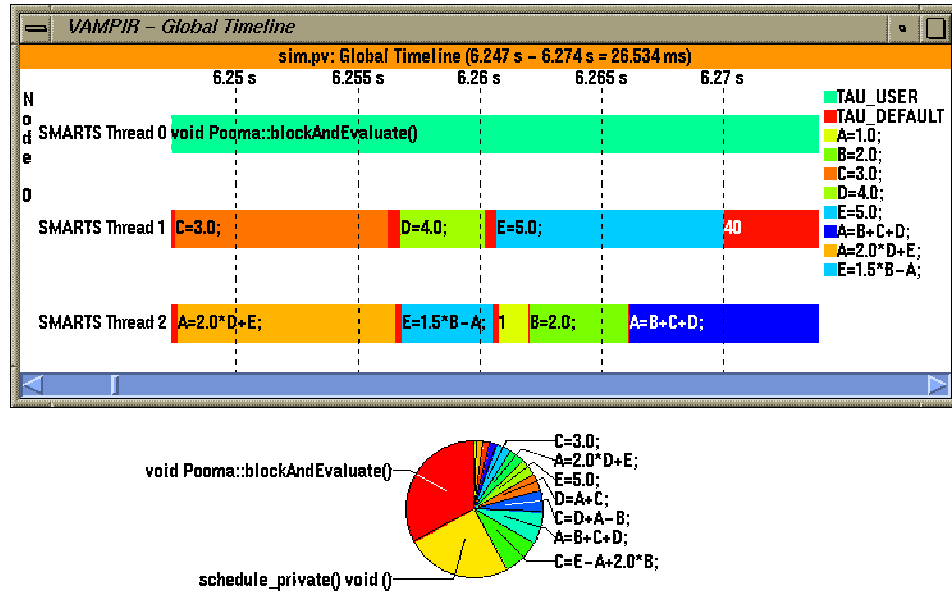 VAMPIR - Global Timeline
sim.pv: Global Timeline (6.247 s - 6.274 s = 26.534 ms)
6.25 s 6.255 s 6.26 s 6.265 s 6.27 s
Node 0
SMARTS Thread 0 void Pooma::blockAndEvaluate()
SMARTS Thread 1 C=3.0; D=4.0; E=5.0; 40
SMARTS Thread 2 A=2.0*D+E; E=1.5*B-A; 1 B=2.0; A=B+C+D;
TAU_USER
TAU_DEFAULT
A=1.0;
B=2.0;
C=3.0;
D=4.0;
E=5.0;
A=B+C+D;
A=2.0*D+E;
E=1.5*B-A;
void Pooma::blockAndEvaluate()
schedule_private() void ()
C=3.0;
A=2.0*D+E;
E=5.0;
D=A+C;
C=D+A-B;
A=B+C+D;
C=E-A+2.0*B;